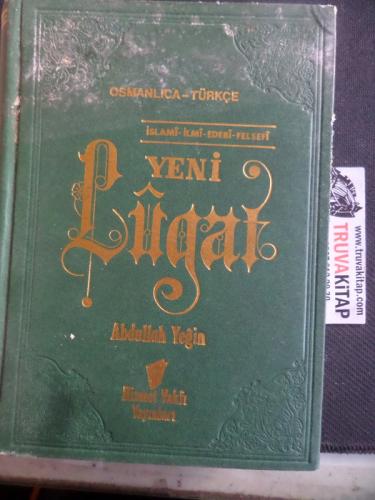 OSMANLICA-TÜRKÇE
İSLAMİ-İLMİ-EDEBİ-FELSEFİ
YENİ
Lûgat
Abdullah Yeğin
Hizmet Vakfı
Yayınları
www.truvakitap.com
TRUVAKİTAP